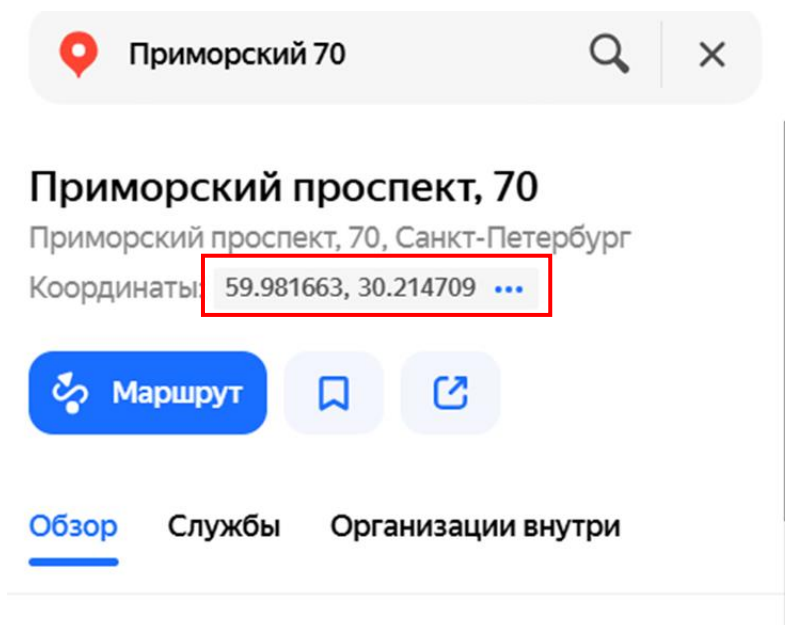 Приморский 70
Приморский проспект, 70
Приморский проспект, 70, Санкт-Петербург
Координаты: 59.981663, 30.214709 •••
Маршрут
Обзор Службы Организации внутри